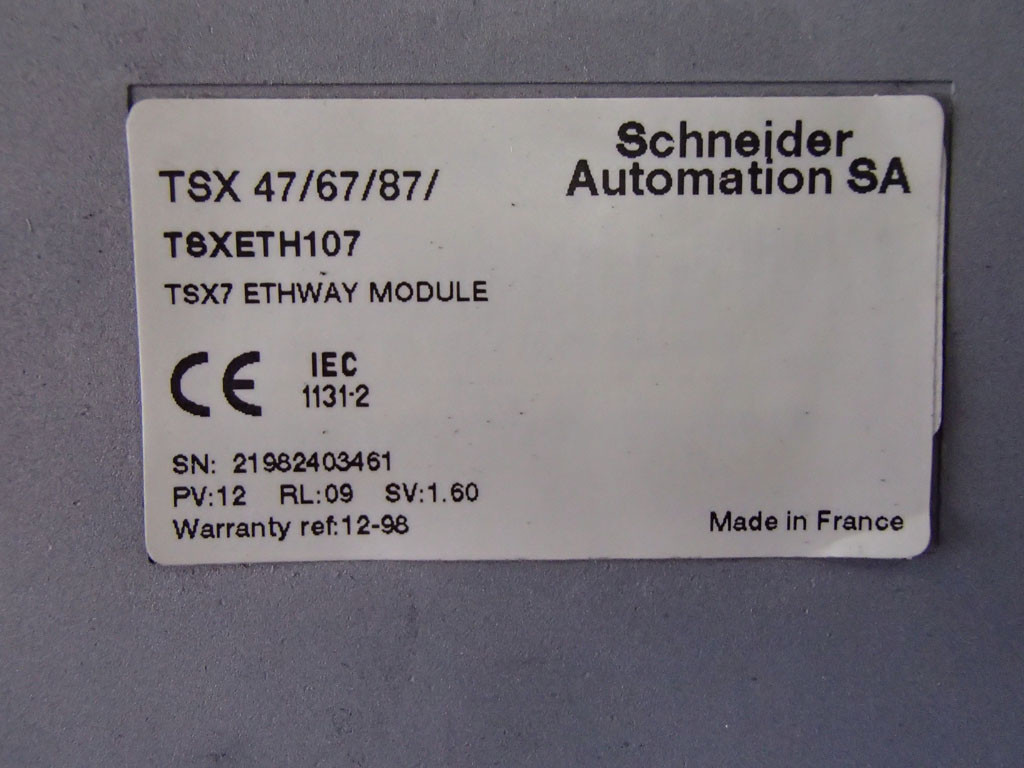 Schneider
Automation SA
TSX 47/67/87/
TSXETH107
TSX7 ETHWAY MODULE
CE
IEC
1131-2
SN: 21982403461
PV:12 RL:09 SV:1.60
Warranty ref:12-98
Made in France